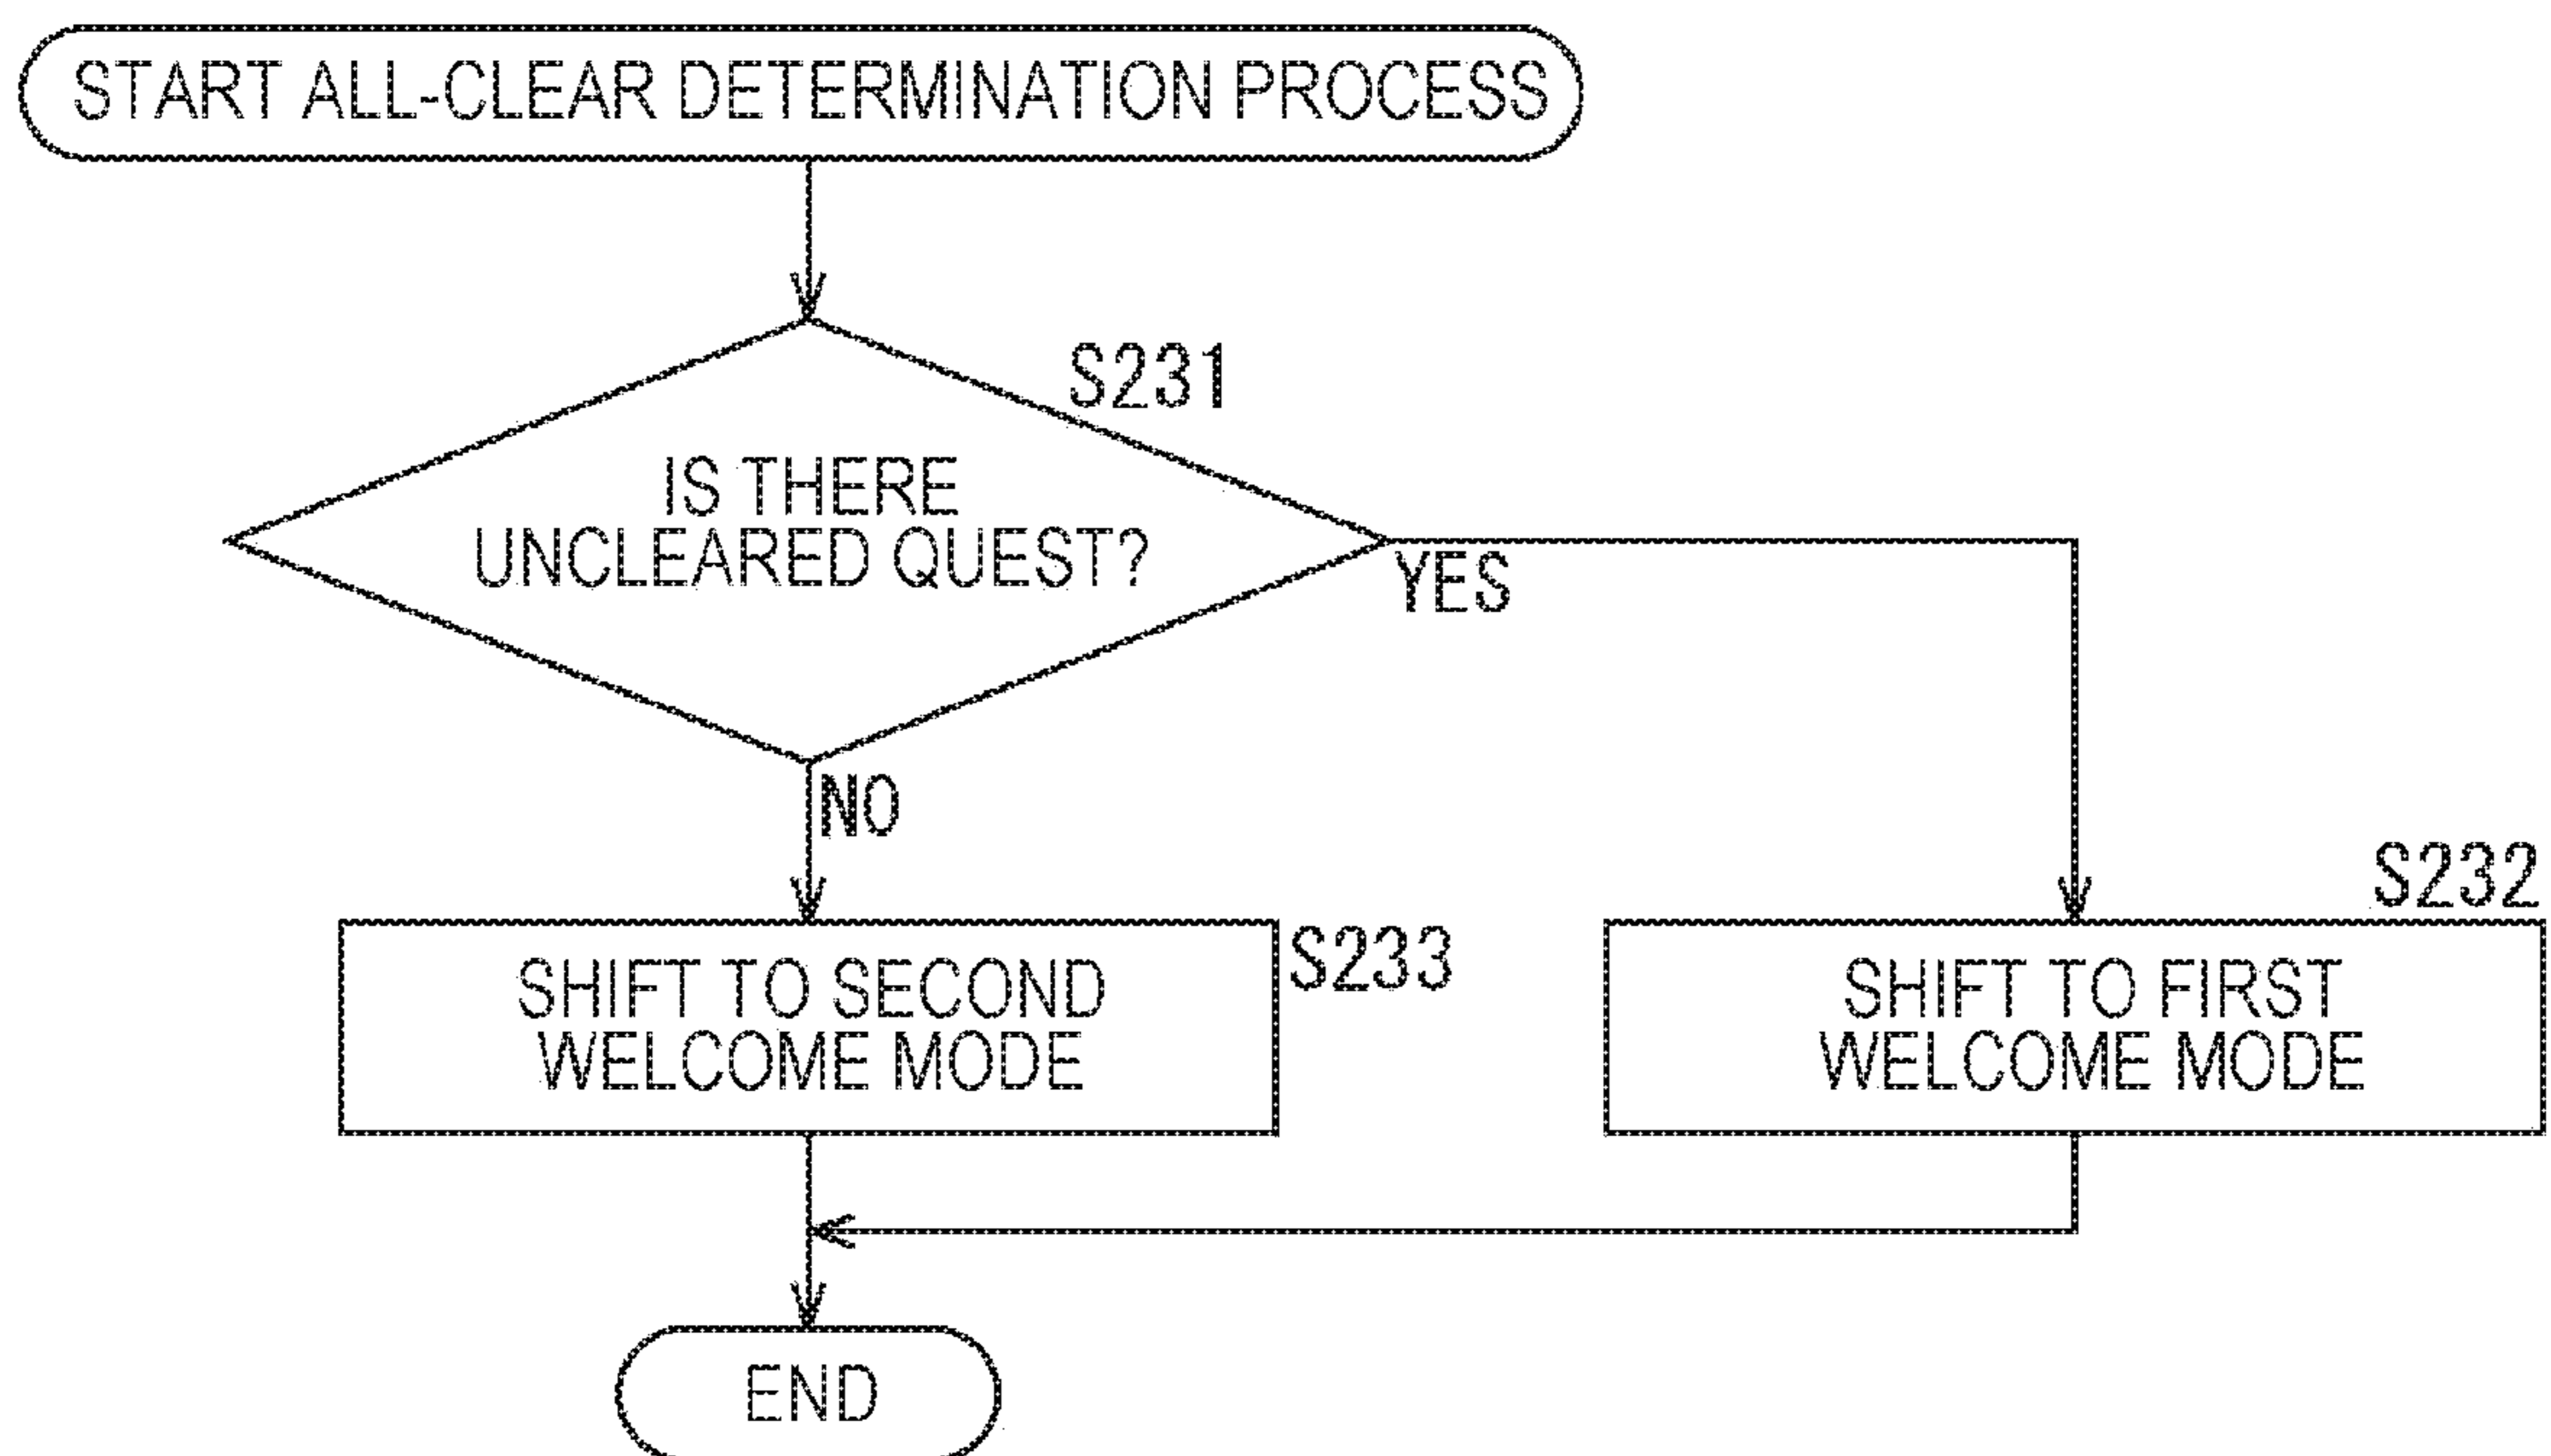 START ALL-CLEAR DETERMINATION PROCESS
S231
IS THERE
UNCLEARED QUEST?
YES
NO
S232
S233
SHIFT TO SECOND
WELCOME MODE
SHIFT TO FIRST
WELCOME MODE
END